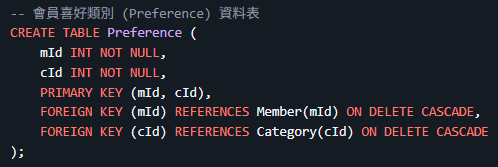 -- 會員喜好類別 (Preference) 資料表
CREATE TABLE Preference (
    mId INT NOT NULL,
    cId INT NOT NULL,
    PRIMARY KEY (mId, cId),
    FOREIGN KEY (mId) REFERENCES Member(mId) ON DELETE CASCADE,
    FOREIGN KEY (cId) REFERENCES Category(cId) ON DELETE CASCADE
);